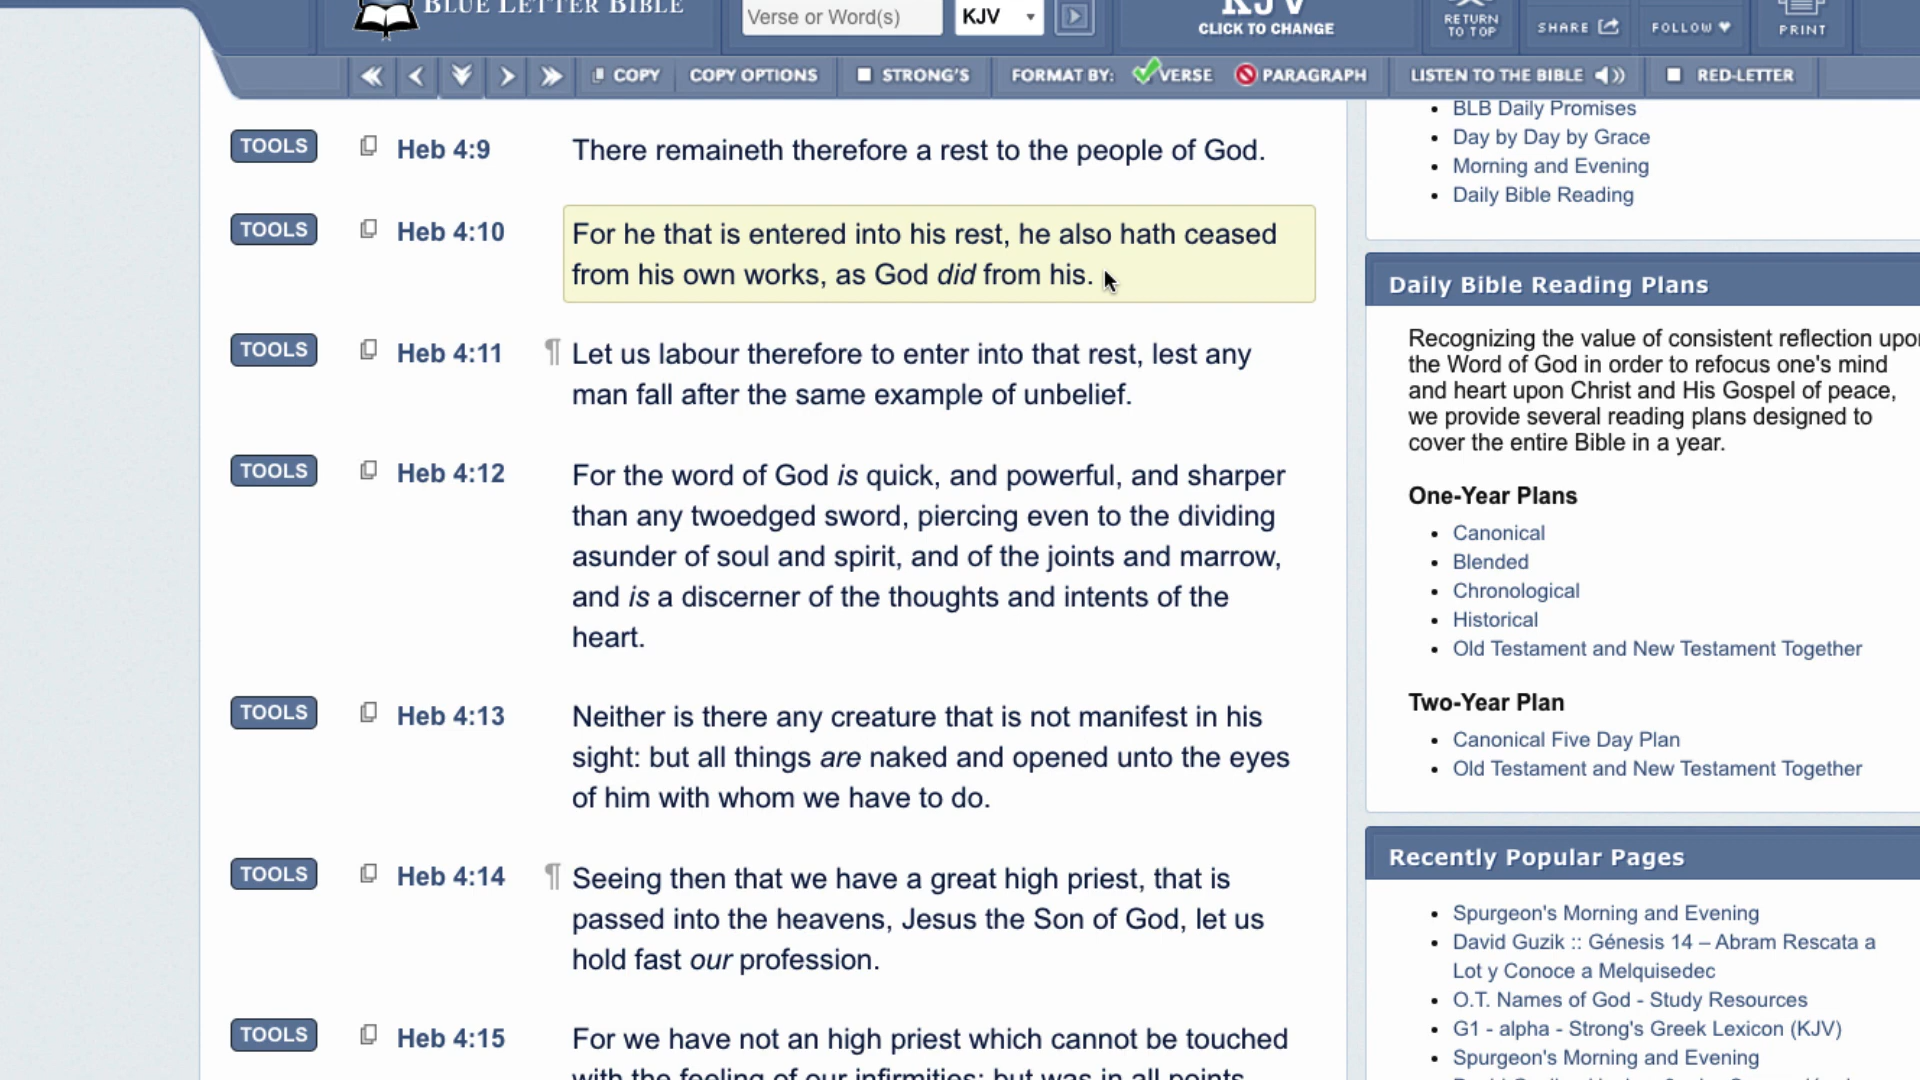 BLUE LETTER BIBLE
Verse or Word(s)
KJV
KJV
CLICK TO CHANGE
RETURN
TO TOP
SHARE
FOLLOW
PRINT
COPY
COPY OPTIONS
STRONG'S
FORMAT BY:
VERSE
PARAGRAPH
LISTEN TO THE BIBLE
RED-LETTER
TOOLS
Heb 4:9
There remaineth therefore a rest to the people of God.
TOOLS
Heb 4:10
For he that is entered into his rest, he also hath ceased
from his own works, as God did from his.
TOOLS
Heb 4:11
¶ Let us labour therefore to enter into that rest, lest any
man fall after the same example of unbelief.
TOOLS
Heb 4:12
For the word of God is quick, and powerful, and sharper
than any twoedged sword, piercing even to the dividing
asunder of soul and spirit, and of the joints and marrow,
and is a discerner of the thoughts and intents of the
heart.
TOOLS
Heb 4:13
Neither is there any creature that is not manifest in his
sight: but all things are naked and opened unto the eyes
of him with whom we have to do.
TOOLS
Heb 4:14
¶ Seeing then that we have a great high priest, that is
passed into the heavens, Jesus the Son of God, let us
hold fast our profession.
TOOLS
Heb 4:15
For we have not an high priest which cannot be touched
with the feeling of our infirmities; but was in all points
BLB Daily Promises
Day by Day by Grace
Morning and Evening
Daily Bible Reading
Daily Bible Reading Plans
Recognizing the value of consistent reflection upon
the Word of God in order to refocus one's mind
and heart upon Christ and His Gospel of peace,
we provide several reading plans designed to
cover the entire Bible in a year.
One-Year Plans
Canonical
Blended
Chronological
Historical
Old Testament and New Testament Together
Two-Year Plan
Canonical Five Day Plan
Old Testament and New Testament Together
Recently Popular Pages
Spurgeon's Morning and Evening
David Guzik :: Génesis 14 – Abram Rescata a
Lot y Conoce a Melquisedec
O.T. Names of God - Study Resources
G1 - alpha - Strong's Greek Lexicon (KJV)
Spurgeon's Morning and Evening